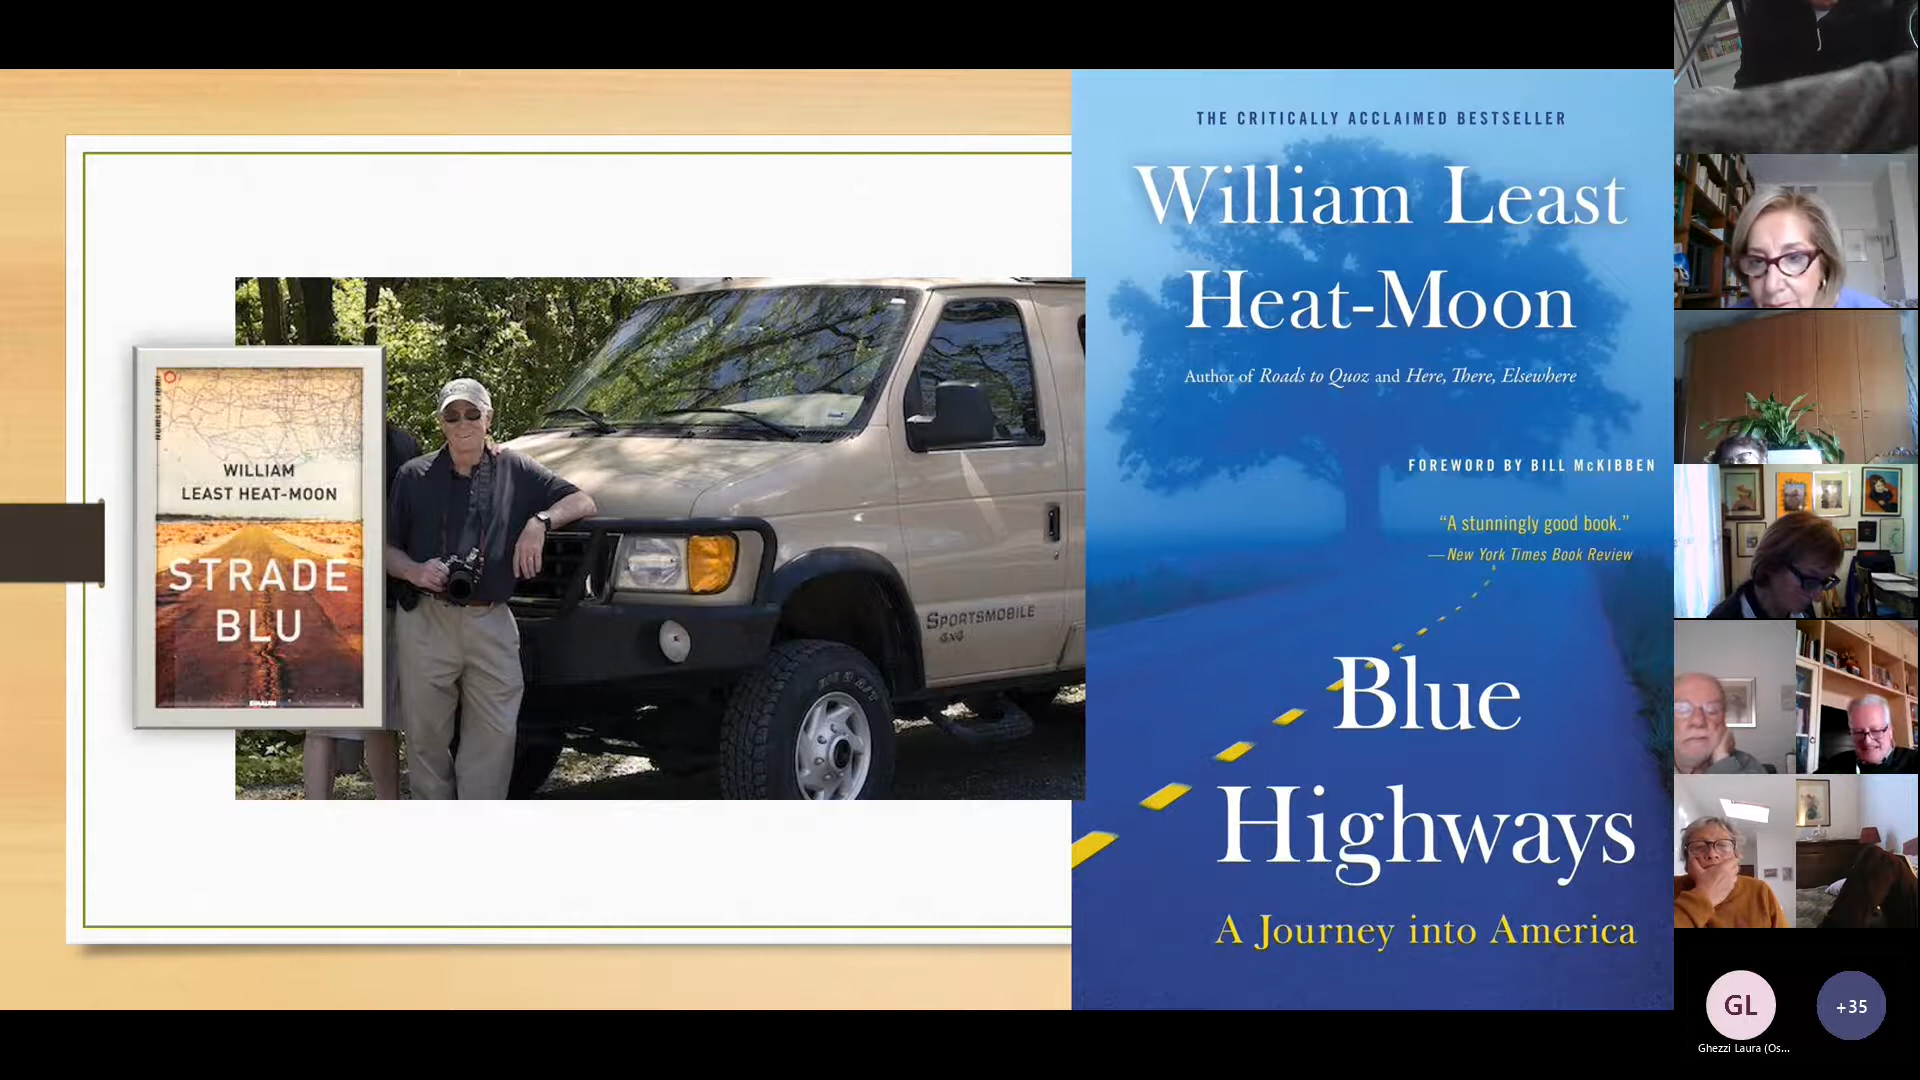 WILLIAM
LEAST HEAT-MOON
STRADE
BLU
EINAUDI
SPORTSMOBILE
4x4
THE CRITICALLY ACCLAIMED BESTSELLER
William Least
Heat-Moon
Author of Roads to Quoz and Here, There, Elsewhere
FOREWORD BY BILL McKIBBEN
“A stunningly good book.”
—New York Times Book Review
Blue
Highways
A Journey into America
GL
Ghezzi Laura (Os...
+35